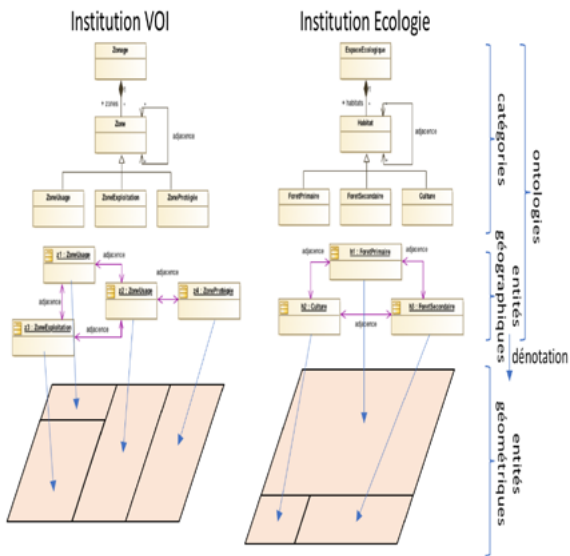 Institution VOI
Institution Ecologie
Zonage
+ zones
Zone
adjacence
ZoneUsage
ZoneExploitation
ZoneProtégée
EspaceEcologique
+ habitats
Habitat
adjacence
ForetPrimaire
ForetSecondaire
Culture
catégories
ontologies
z1 : ZoneUsage
adjacence
adjacence
z2 : ZoneUsage
adjacence
z4 : ZoneProtégée
z3 : ZoneExploitation
adjacence
h1 : ForetPrimaire
adjacence
adjacence
h2 : Culture
adjacence
h3 : ForetSecondaire
entités
géographiques
dénotation
entités
géométriques